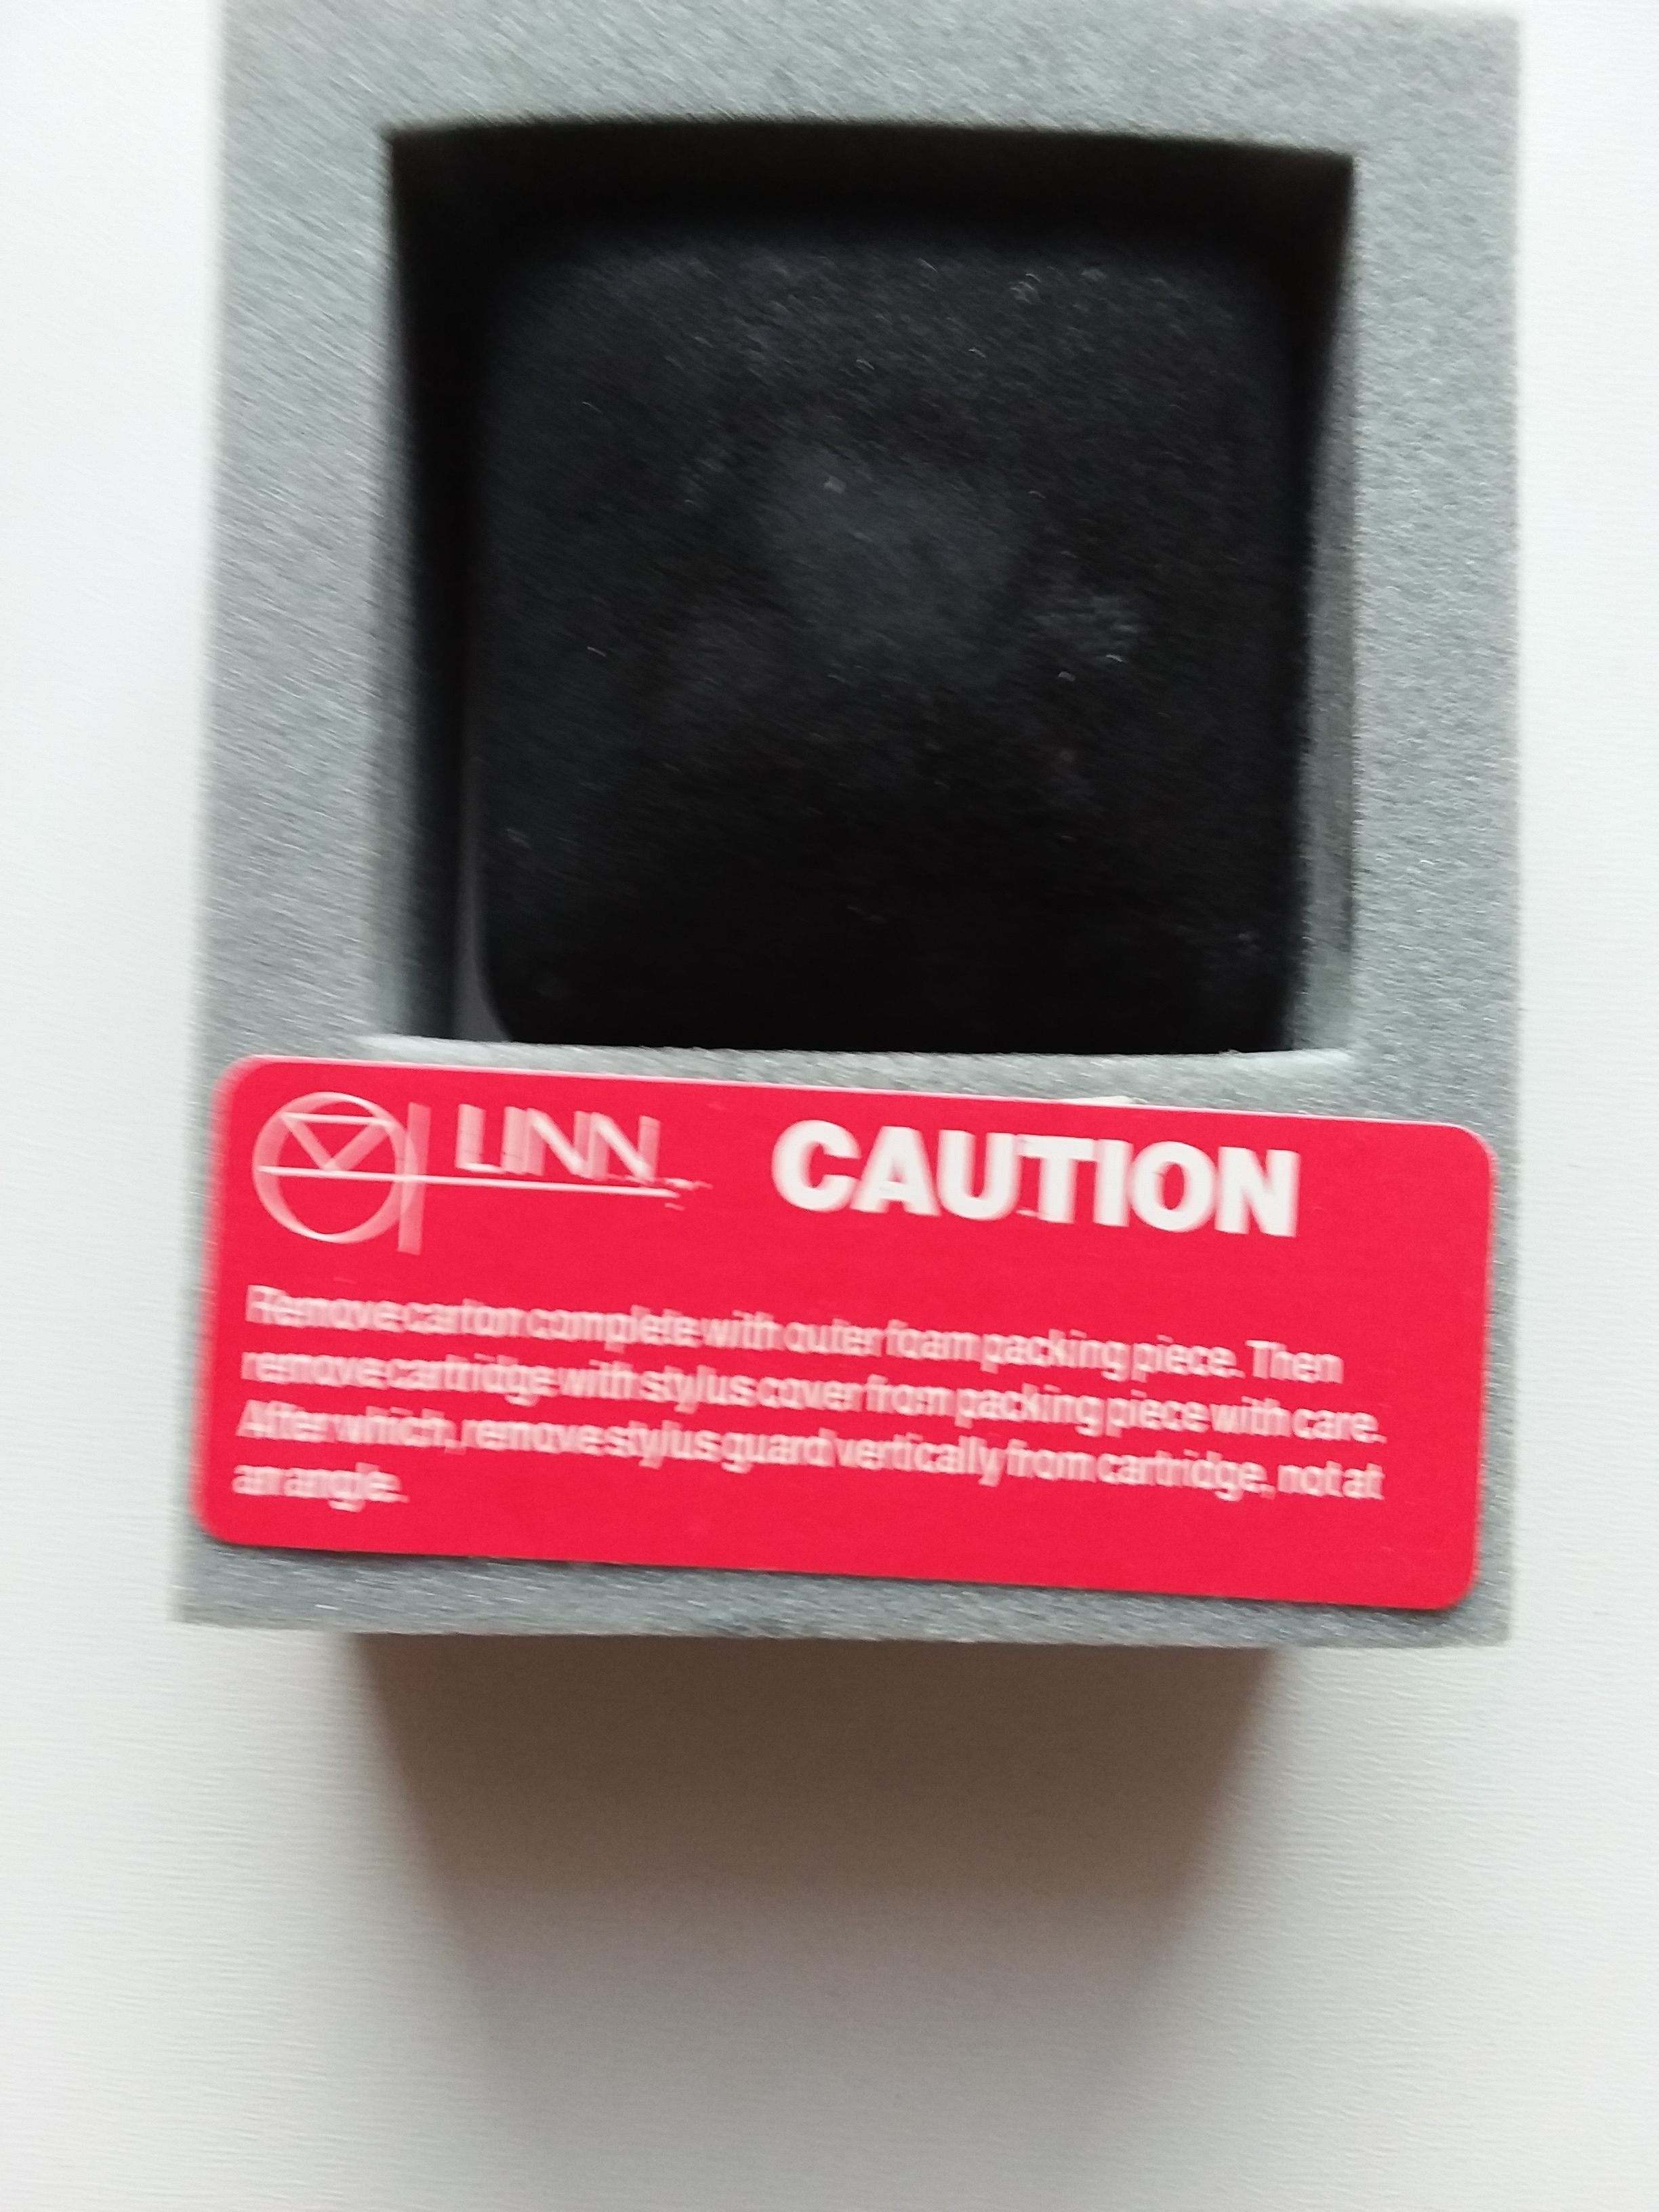 LINN CAUTION
Remove carton complete with outer foam packing piece. Then
remove cartridge with stylus cover from packing piece with care.
After which, remove stylus guard vertically from cartridge, not at
an angle.